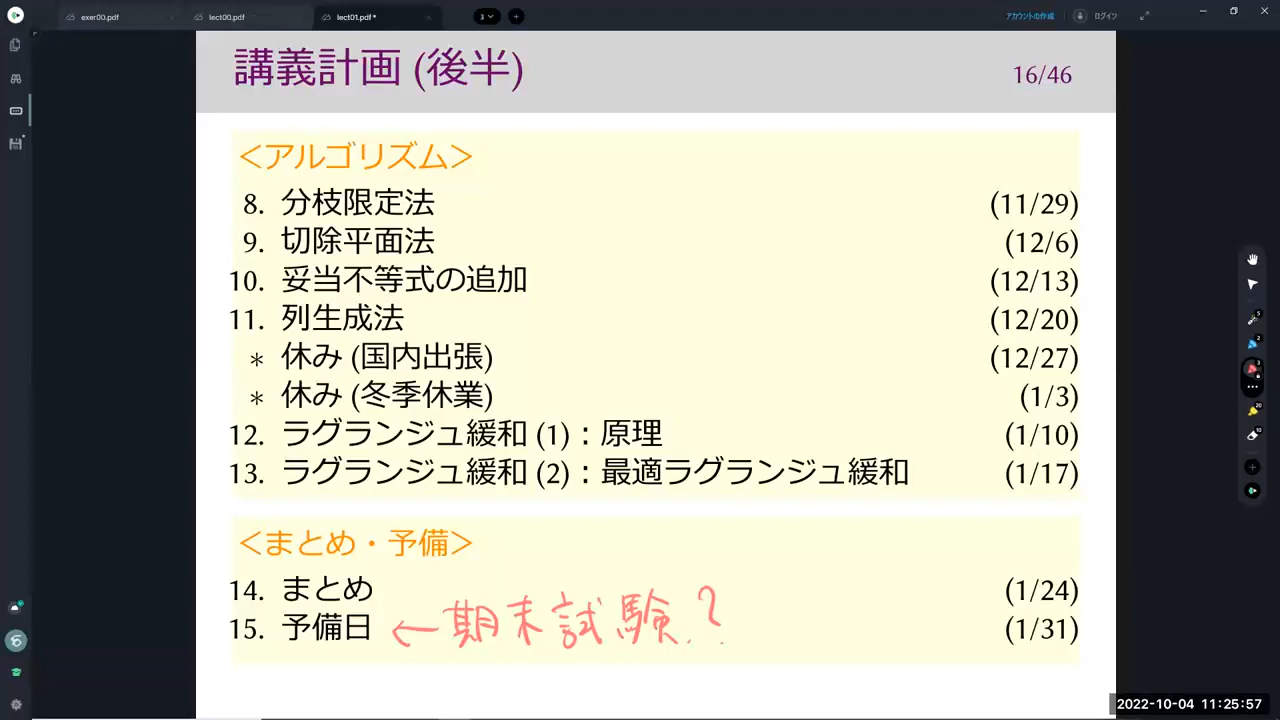 exer00.pdf
lect00.pdf
lect01.pdf *
3
アカウントの作成
ログイン
講義計画 (後半)
16/46
＜アルゴリズム＞
8. 分枝限定法 (11/29)
9. 切除平面法 (12/6)
10. 妥当不等式の追加 (12/13)
11. 列生成法 (12/20)
* 休み (国内出張) (12/27)
* 休み (冬季休業) (1/3)
12. ラグランジュ緩和 (1)：原理 (1/10)
13. ラグランジュ緩和 (2)：最適ラグランジュ緩和 (1/17)
＜まとめ・予備＞
14. まとめ (1/24)
15. 予備日 ←期末試験？ (1/31)
2022-10-04 11:25:57